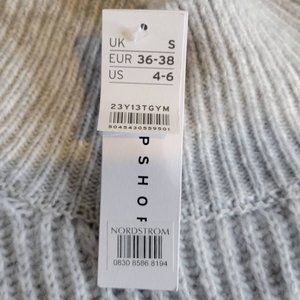 UK S
EUR 36-38
US 4-6
23Y13TGYM
5045430559501
PSHOP
NORDSTROM
0830 6586 8194